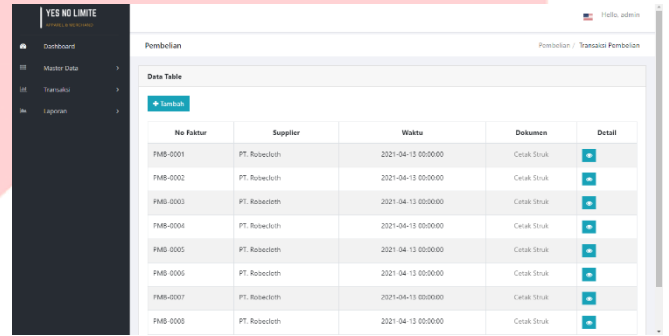 YES NO LIMITE
Hello, admin
Dashboard
Master Data
Transaksi
Laporan
Pembelian
Pembelian / Transaksi Pembelian
Data Table
+Tambah
No Faktur Supplier Waktu Dokumen Detail
PMB-0001 PT. Robecloth 2021-04-13 00:00:00 Cetak Struk
PMB-0002 PT. Robecloth 2021-04-13 00:00:00 Cetak Struk
PMB-0003 PT. Robecloth 2021-04-13 00:00:00 Cetak Struk
PMB-0004 PT. Robecloth 2021-04-13 00:00:00 Cetak Struk
PMB-0005 PT. Robecloth 2021-04-13 00:00:00 Cetak Struk
PMB-0006 PT. Robecloth 2021-04-13 00:00:00 Cetak Struk
PMB-0007 PT. Robecloth 2021-04-13 00:00:00 Cetak Struk
PMB-0008 PT. Robecloth 2021-04-13 00:00:00 Cetak Struk